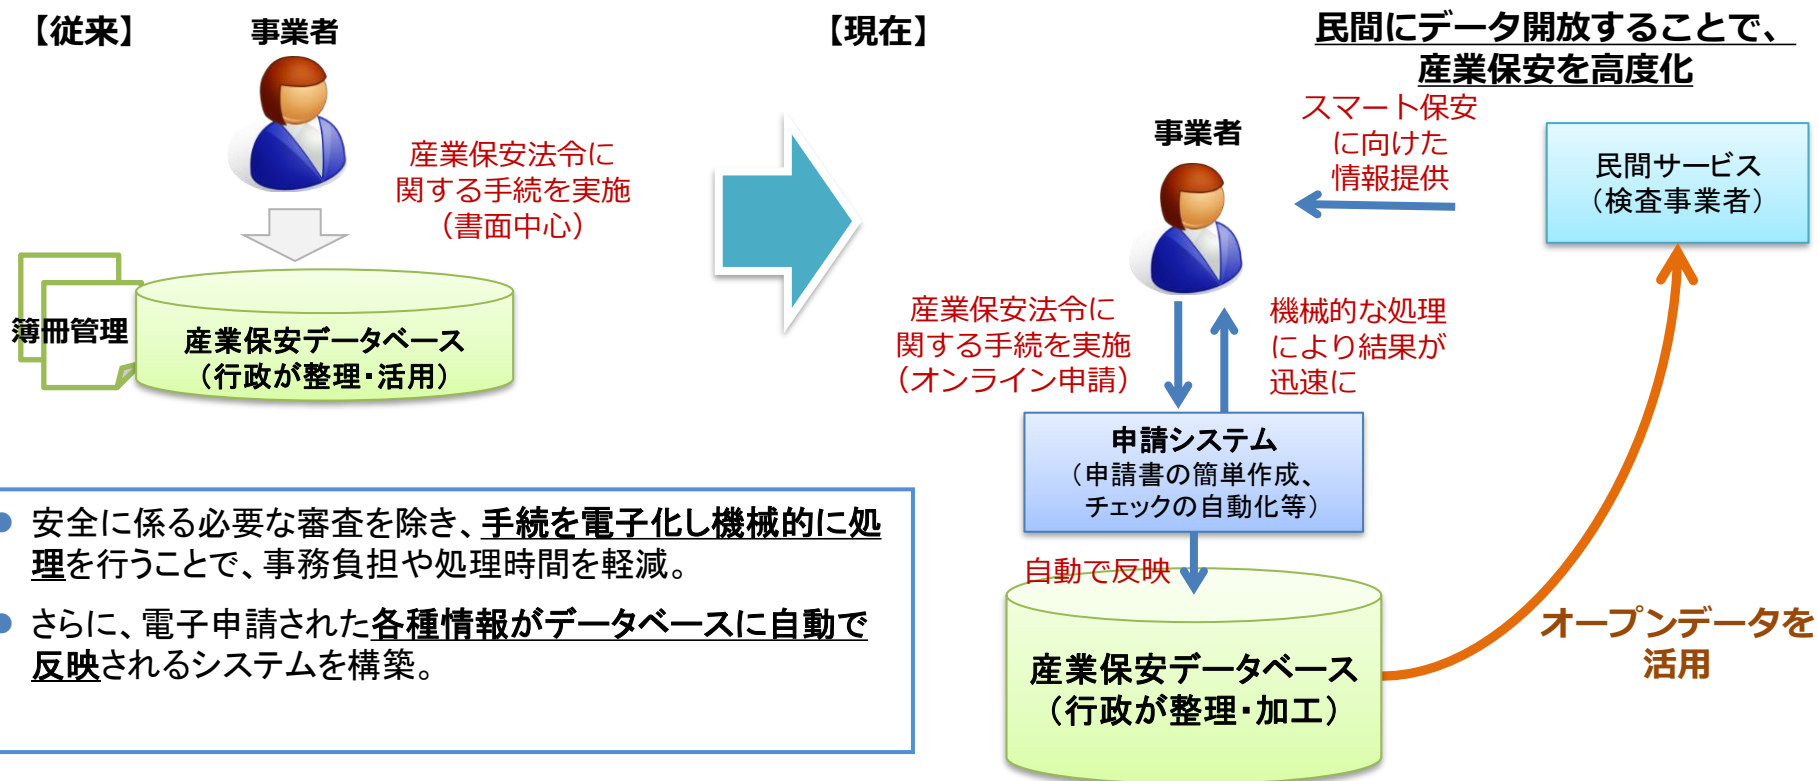 【従来】
事業者
産業保安法令に
関する手続を実施
（書面中心）
簿冊管理
産業保安データベース
（行政が整理・活用）
● 安全に係る必要な審査を除き、手続を電子化し機械的に処
理を行うことで、事務負担や処理時間を軽減。
● さらに、電子申請された各種情報がデータベースに自動で
反映されるシステムを構築。
【現在】
民間にデータ開放することで、
産業保安を高度化
事業者
スマート保安
に向けた
情報提供
民間サービス
（検査事業者）
産業保安法令に
関する手続を実施
（オンライン申請）
機械的な処理
により結果が
迅速に
申請システム
（申請書の簡単作成、
チェックの自動化等）
自動で反映
産業保安データベース
（行政が整理・加工）
オープンデータを
活用